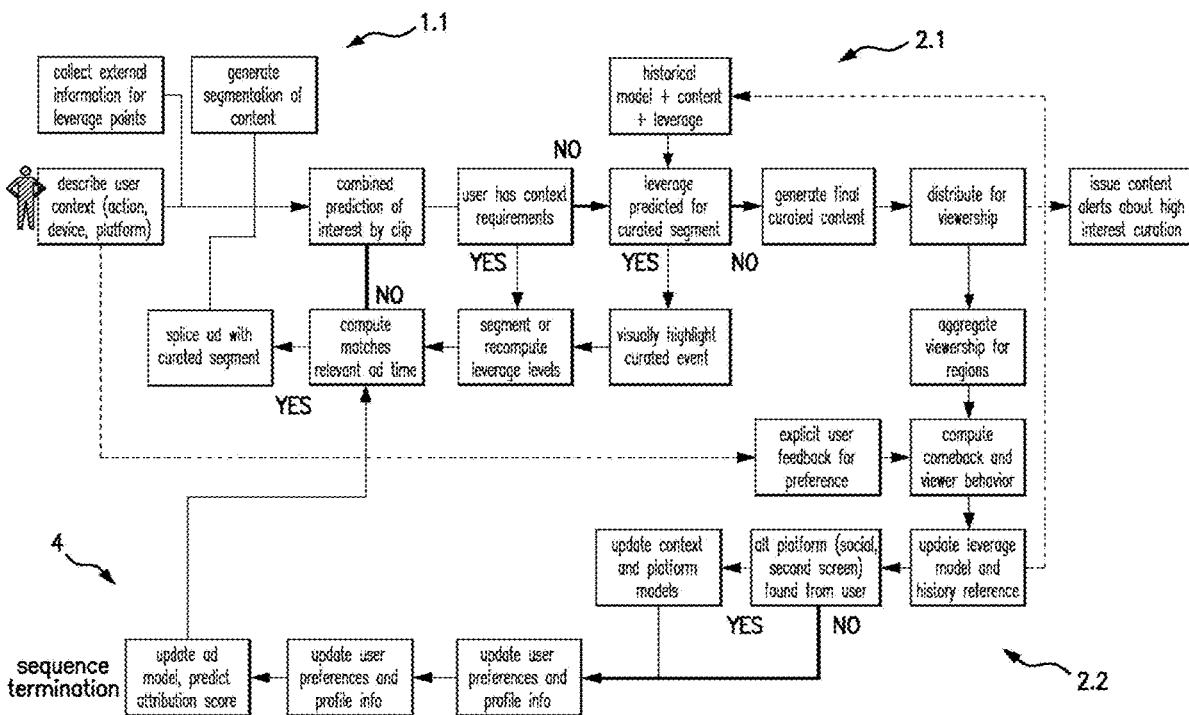 1.1
2.1
collect external
information for
leverage points
generate
segmentation of
content
historical
model + content
+ leverage
NO
describe user
context (action,
device, platform)
combined
prediction of
interest by clip
user has context
requirements
leverage
predicted for
curated segment
generate final
curated content
distribute for
viewership
issue content
alerts about high
interest curation
YES
YES
NO
NO
splice ad with
curated segment
compute
matches
relevant ad time
segment or
recompute
leverage levels
visually highlight
curated event
aggregate
viewership for
regions
YES
explicit user
feedback for
preference
compute
comeback and
viewer behavior
4
update context
and platform
models
alt platform (social,
second screen)
found from user
update leverage
model and
history reference
YES
NO
sequence
termination
update ad
model, predict
attribution score
update user
preferences and
profile info
update user
preferences and
profile info
2.2